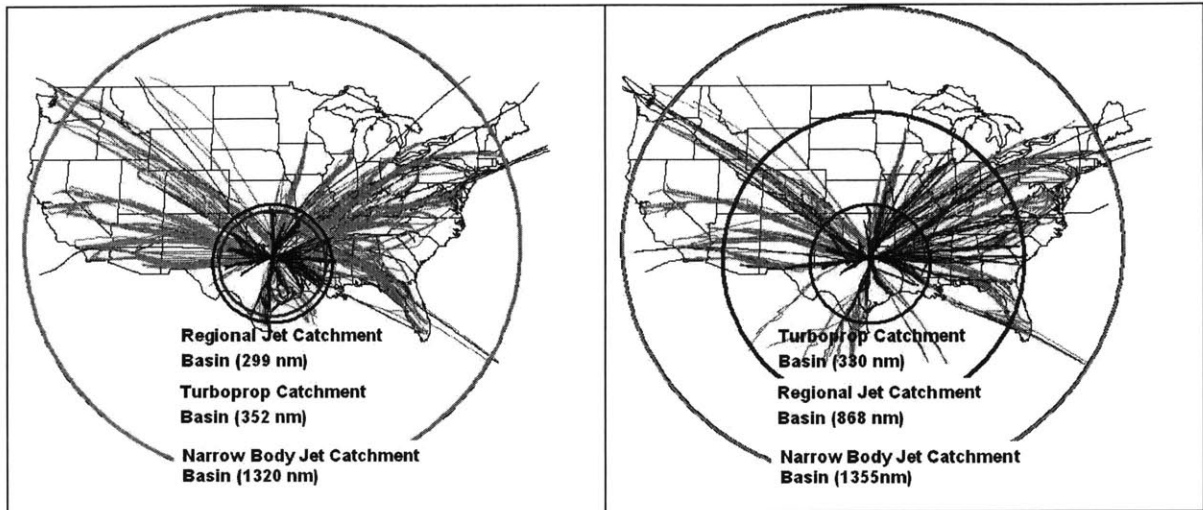 Regional Jet Catchment
Basin (299 nm)
Turboprop Catchment
Basin (352 nm)
Narrow Body Jet Catchment
Basin (1320 nm)
Turboprop Catchment
Basin (330 nm)
Regional Jet Catchment
Basin (868 nm)
Narrow Body Jet Catchment
Basin (1355nm)